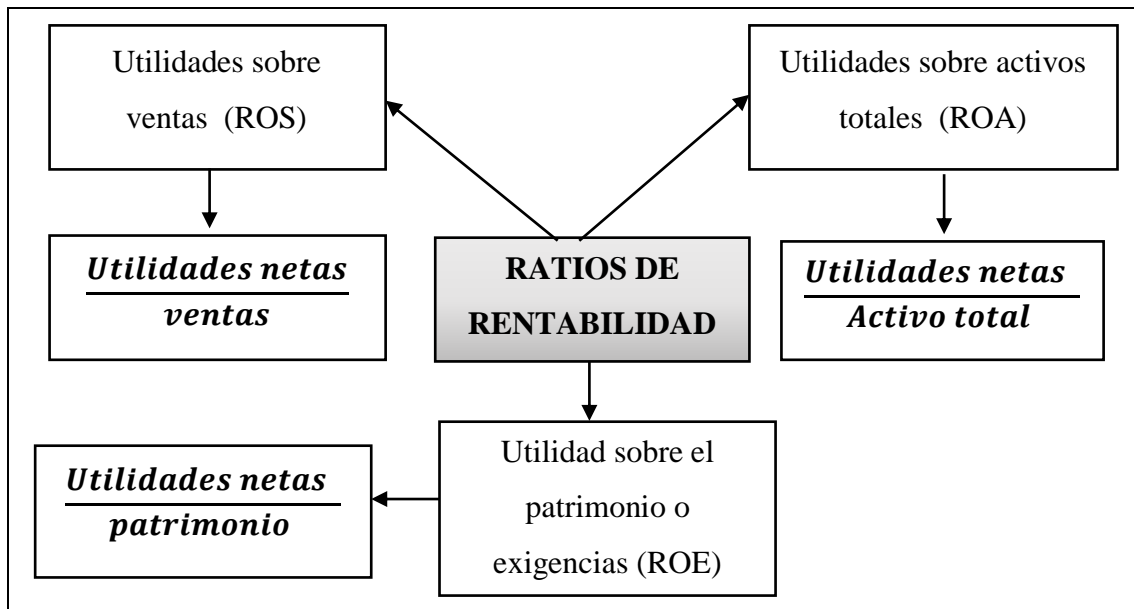 Utilidades sobre
ventas (ROS)
Utilidades sobre activos
totales (ROA)
Utilidades netas
ventas
RATIOS DE
RENTABILIDAD
Utilidades netas
Activo total
Utilidades netas
patrimonio
Utilidad sobre el
patrimonio o
exigencias (ROE)